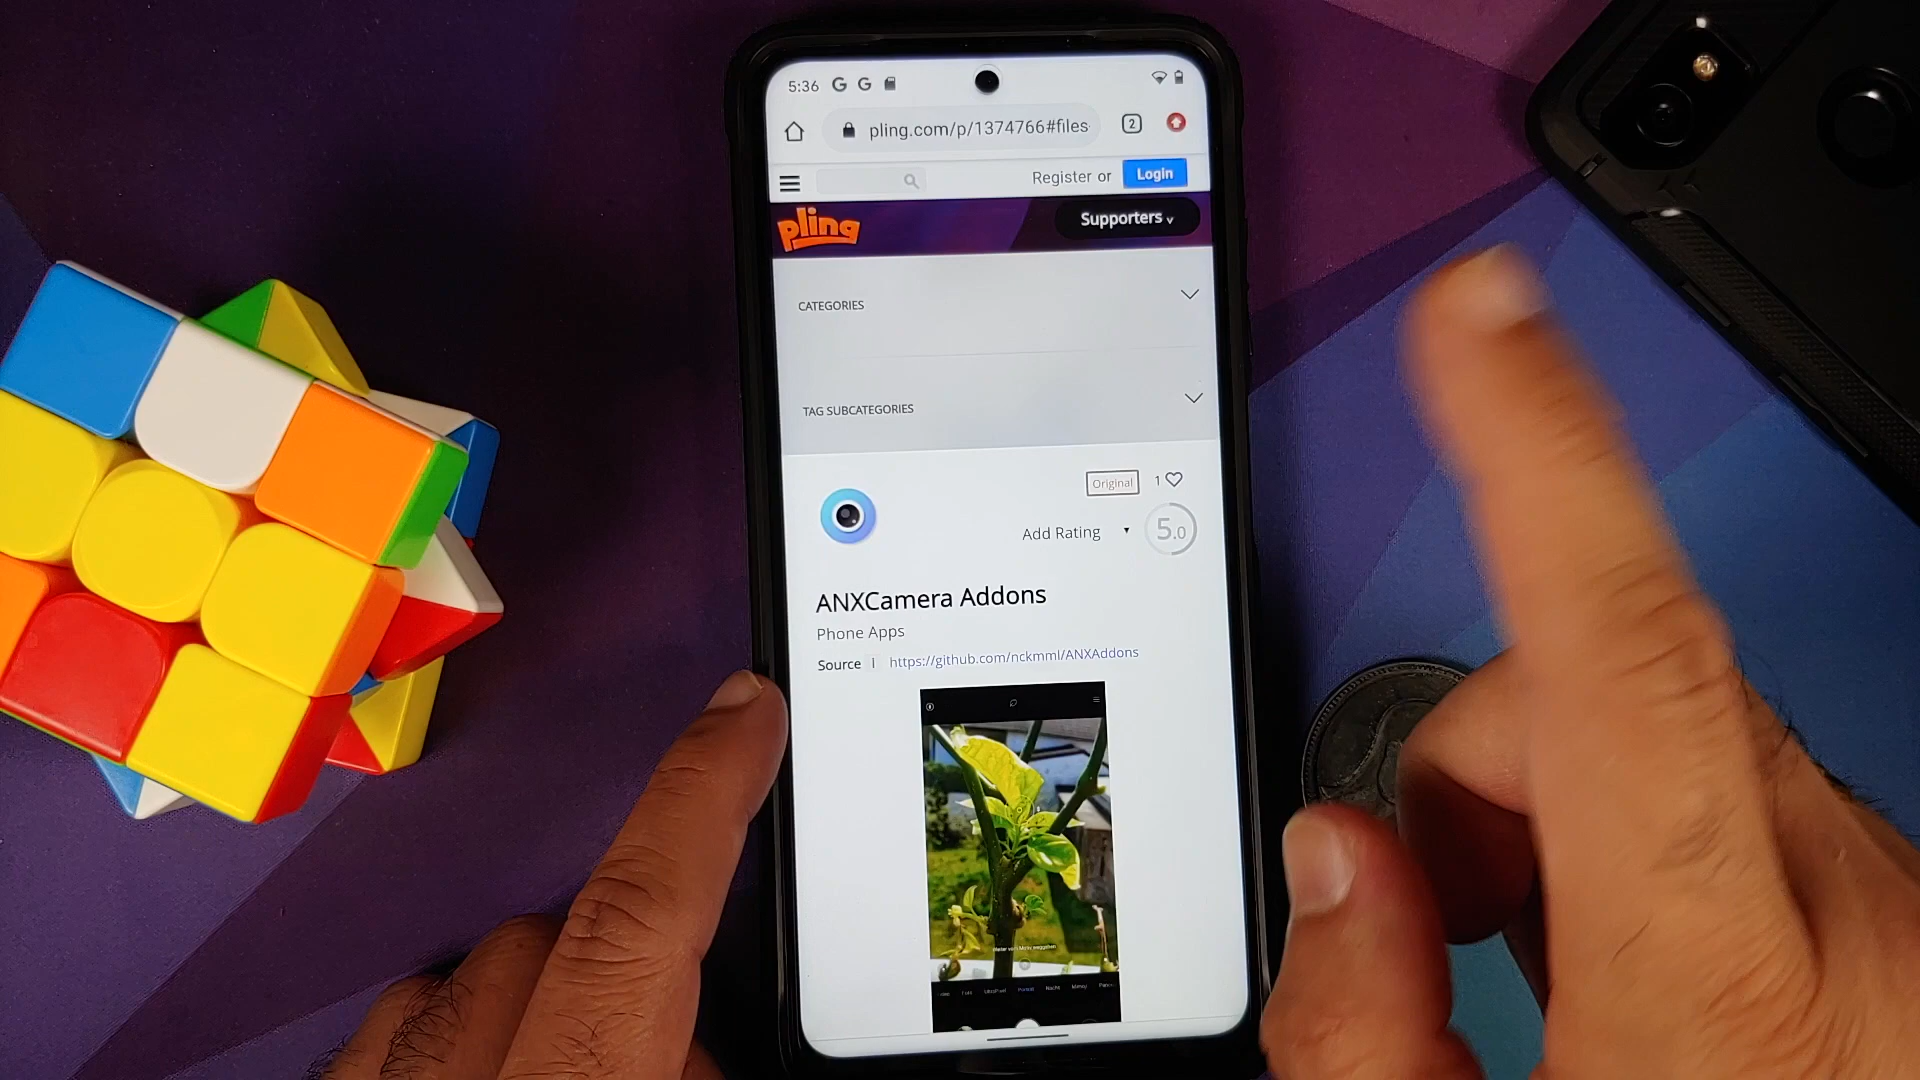 5:36 G G
pling.com/p/1374766#files 2
Register or Login
pling Supporters v
CATEGORIES
TAG SUBCATEGORIES
Original 1
Add Rating 5.0
ANXCamera Addons
Phone Apps
Source https://github.com/nckmml/ANXAddons